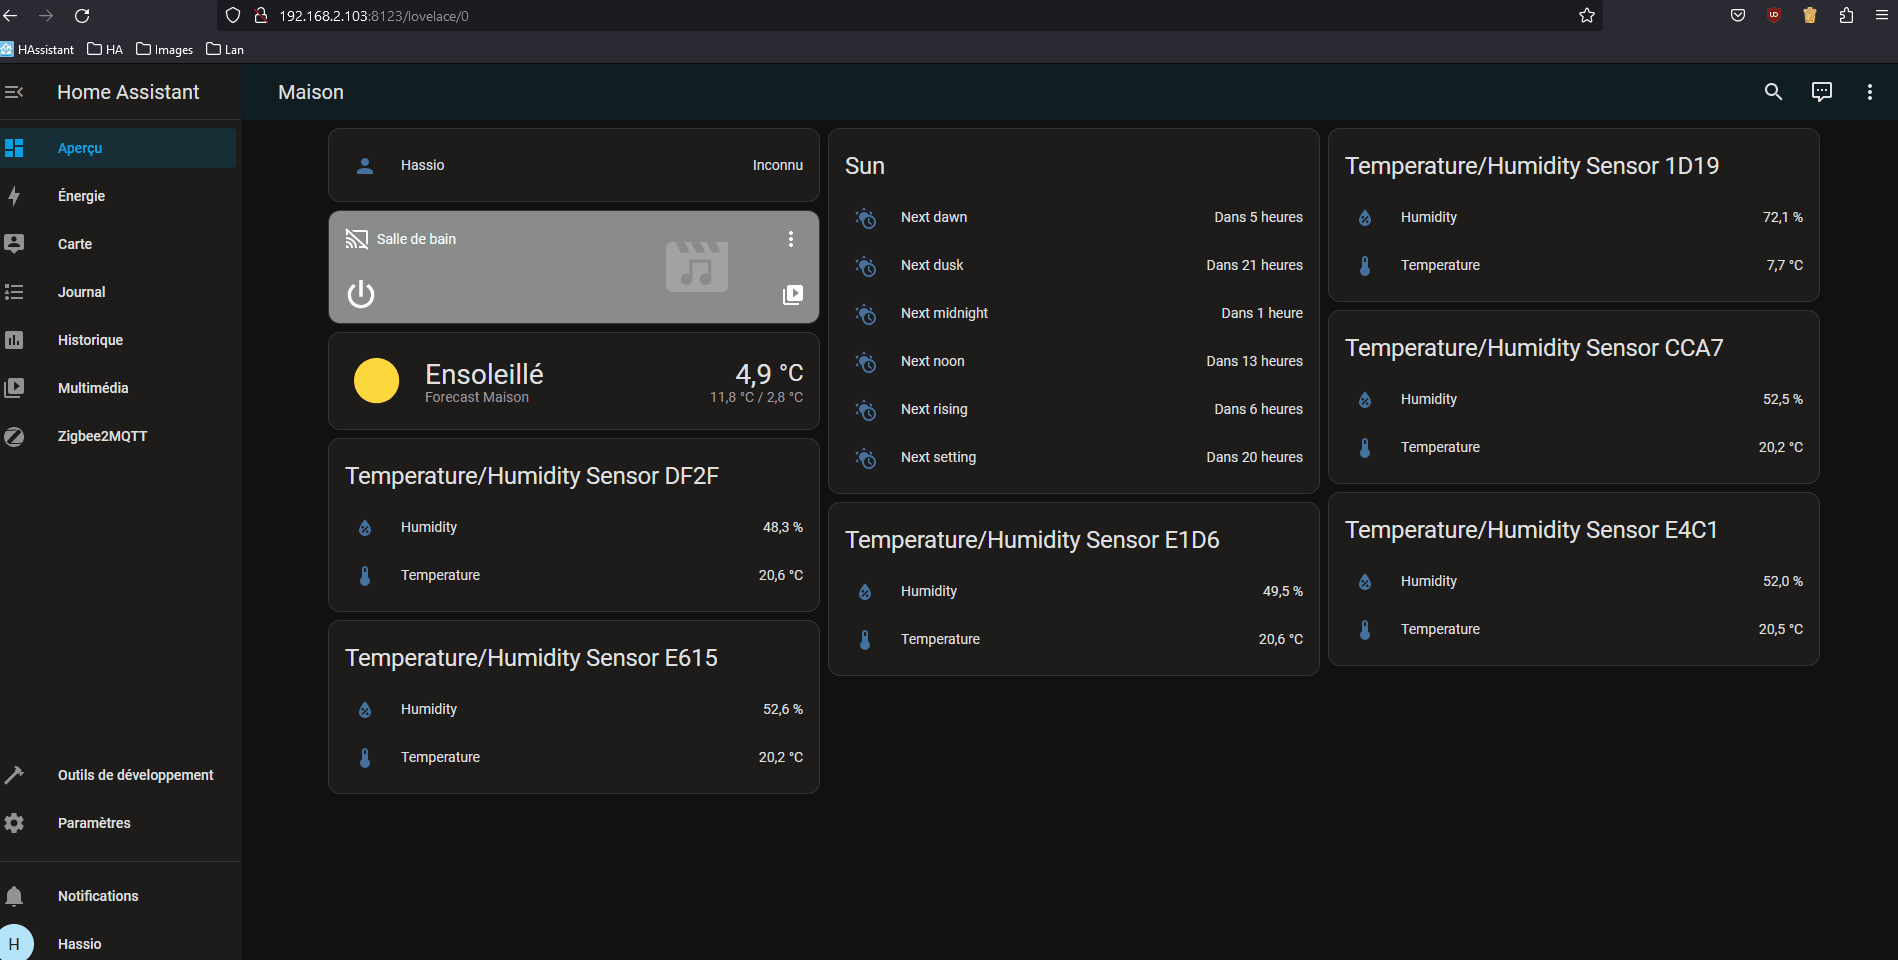 192.168.2.103:8123/lovelace/0
HAssistant HA Images Lan
Home Assistant
Maison
Aperçu
Énergie
Carte
Journal
Historique
Multimédia
Zigbee2MQTT
Outils de développement
Paramètres
Notifications
H Hassio
Hassio Inconnu
Salle de bain
Ensoleillé 4,9 °C
Forecast Maison 11,8 °C / 2,8 °C
Temperature/Humidity Sensor DF2F
Humidity 48,3 %
Temperature 20,6 °C
Temperature/Humidity Sensor E615
Humidity 52,6 %
Temperature 20,2 °C
Sun
Next dawn Dans 5 heures
Next dusk Dans 21 heures
Next midnight Dans 1 heure
Next noon Dans 13 heures
Next rising Dans 6 heures
Next setting Dans 20 heures
Temperature/Humidity Sensor E1D6
Humidity 49,5 %
Temperature 20,6 °C
Temperature/Humidity Sensor 1D19
Humidity 72,1 %
Temperature 7,7 °C
Temperature/Humidity Sensor CCA7
Humidity 52,5 %
Temperature 20,2 °C
Temperature/Humidity Sensor E4C1
Humidity 52,0 %
Temperature 20,5 °C